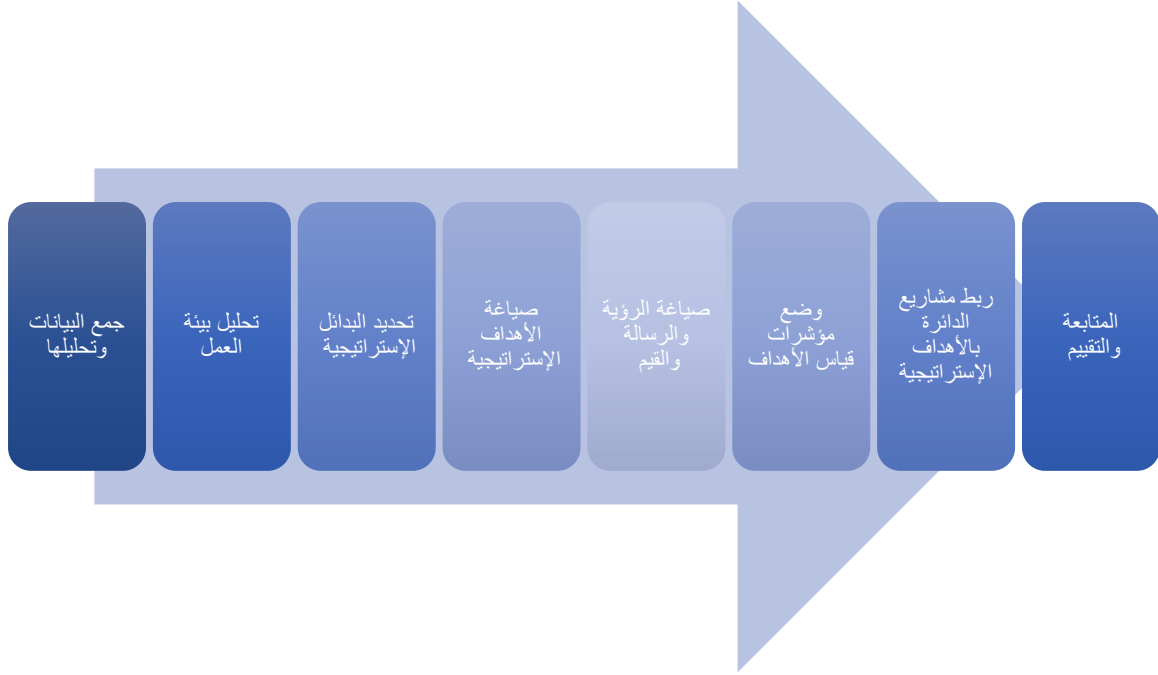 جمع البيانات
وتحليلها
تحليل بيئة
العمل
تحديد البدائل
الإستراتيجية
صياغة
الأهداف
الإستراتيجية
صياغة الرؤية
والرسالة
والقيم
وضع
مؤشرات
قياس الأهداف
ربط مشاريع
الدائرة
بالأهداف
الإستراتيجية
المتابعة
والتقييم